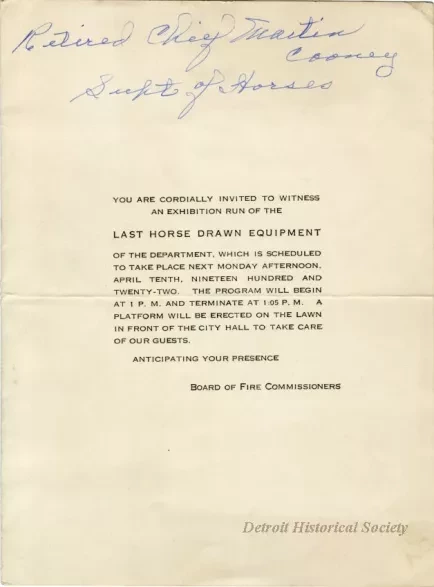 Retired Chief Martin
Cooney
Supt of Horses
YOU ARE CORDIALLY INVITED TO WITNESS
AN EXHIBITION RUN OF THE
LAST HORSE DRAWN EQUIPMENT
OF THE DEPARTMENT, WHICH IS SCHEDULED
TO TAKE PLACE NEXT MONDAY AFTERNOON,
APRIL TENTH, NINETEEN HUNDRED AND
TWENTY-TWO. THE PROGRAM WILL BEGIN
AT 1 P. M. AND TERMINATE AT 1:05 P. M. A
PLATFORM WILL BE ERECTED ON THE LAWN
IN FRONT OF THE CITY HALL TO TAKE CARE
OF OUR GUESTS.
ANTICIPATING YOUR PRESENCE
BOARD OF FIRE COMMISSIONERS
Detroit Historical Society